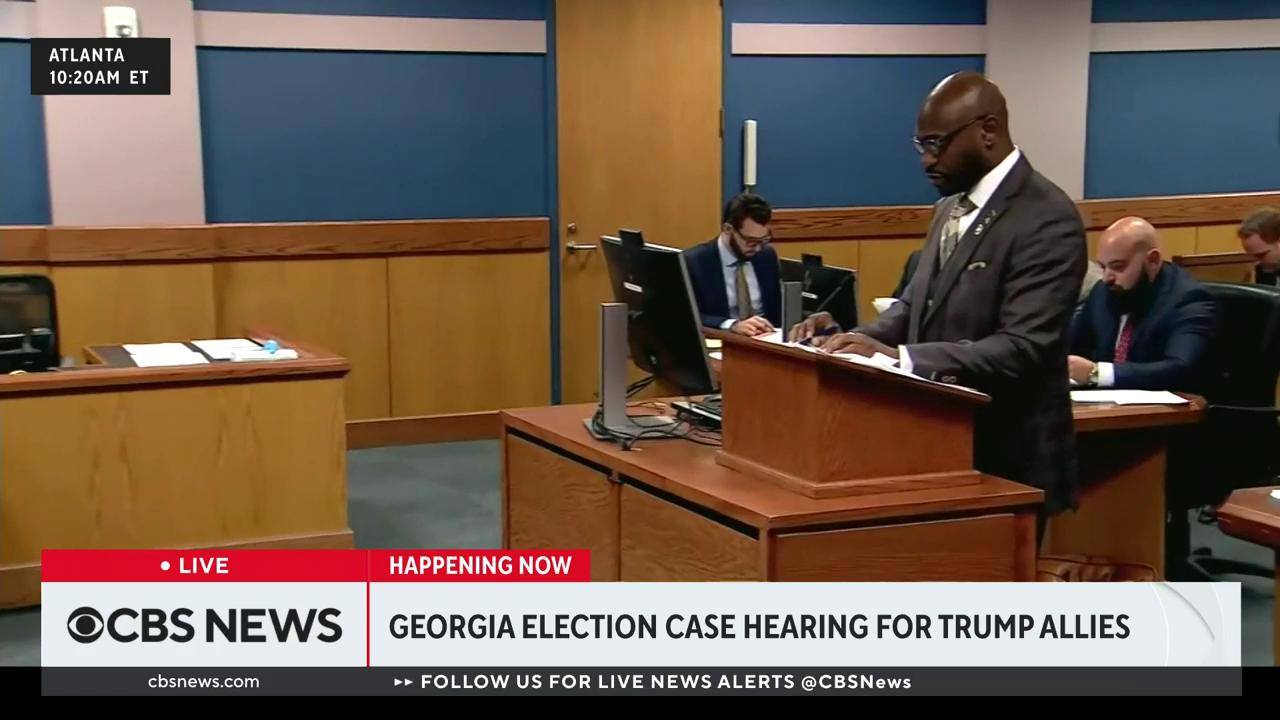 ATLANTA
10:20AM ET
• LIVE
HAPPENING NOW
CBS NEWS
GEORGIA ELECTION CASE HEARING FOR TRUMP ALLIES
cbsnews.com
▸▸ FOLLOW US FOR LIVE NEWS ALERTS @CBSNews